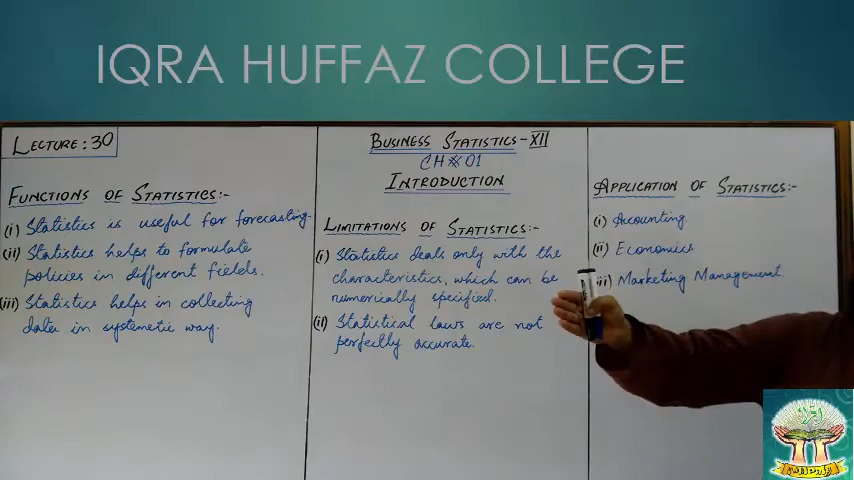 IQRA HUFFAZ COLLEGE
LECTURE: 30
FUNCTIONS OF STATISTICS:-
(i) Statistics is useful for forecasting.
(ii) Statistics helps to formulate
policies in different fields.
(iii) Statistics helps in collecting
data in systemetic way.
BUSINESS STATISTICS-XII
CH # 01
INTRODUCTION
LIMITATIONS OF STATISTICS:-
(i) Statistics deals only with the
characteristics, which can be
numerically specified.
(ii) Statistical laws are not
perfectly accurate.
APPLICATION OF STATISTICS:-
(i) Accounting
(ii) Economics
iii) Marketing Management.